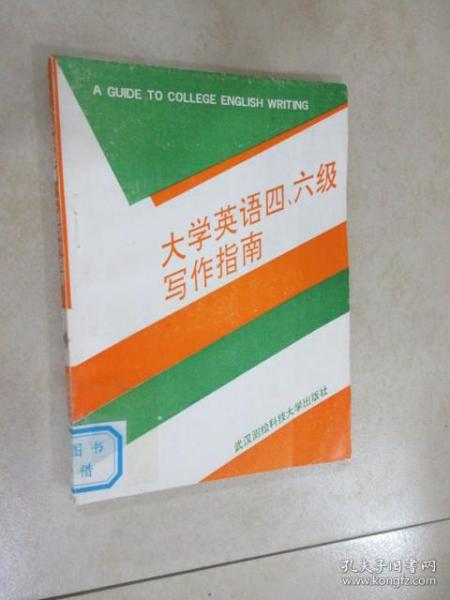 A GUIDE TO COLLEGE ENGLISH WRITING
大学英语四、六级
写作指南
武汉测绘科技大学出版社
图书
借
孔夫子旧书网
www.kongfz.com